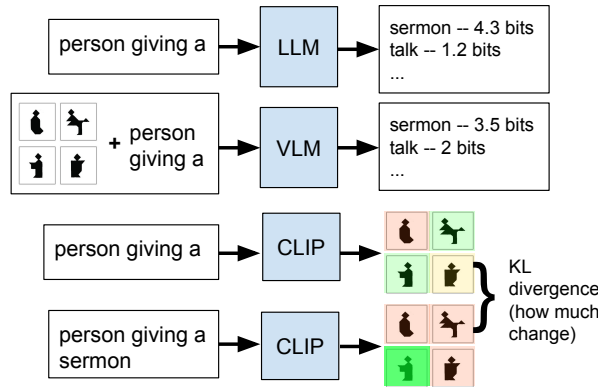 person giving a
LLM
sermon -- 4.3 bits
talk -- 1.2 bits
...
+ person
giving a
VLM
sermon -- 3.5 bits
talk -- 2 bits
...
person giving a
CLIP
person giving a
sermon
CLIP
KL
divergence
(how much
change)